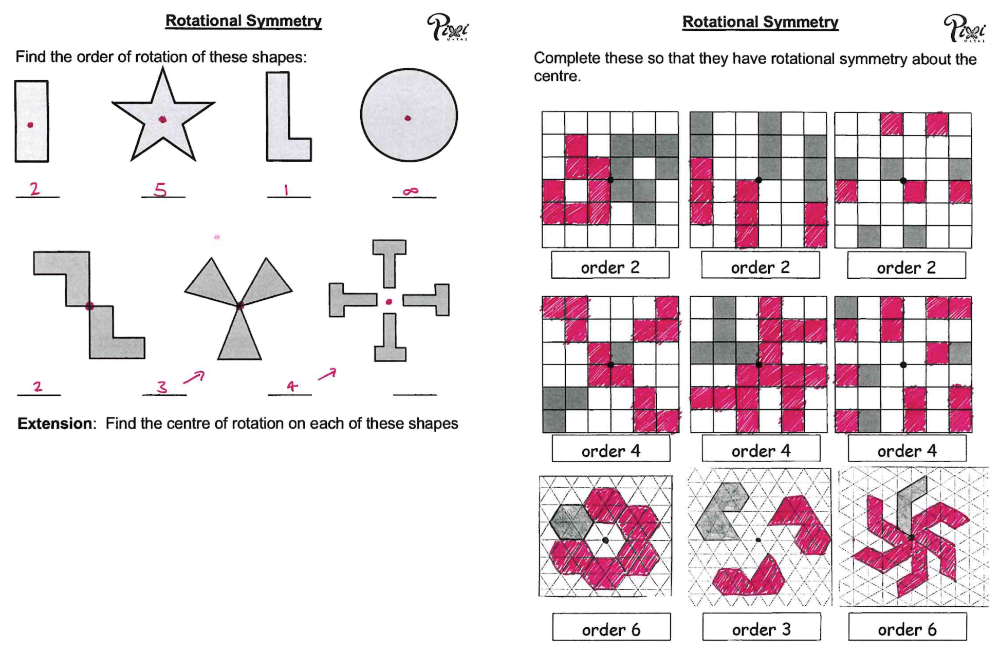 Rotational Symmetry
Pixi
MATHS
Find the order of rotation of these shapes:
2 5 1 ∞
2 3 4
Extension: Find the centre of rotation on each of these shapes
Rotational Symmetry
Pixi
MATHS
Complete these so that they have rotational symmetry about the
centre.
order 2 order 2 order 2
order 4 order 4 order 4
order 6 order 3 order 6